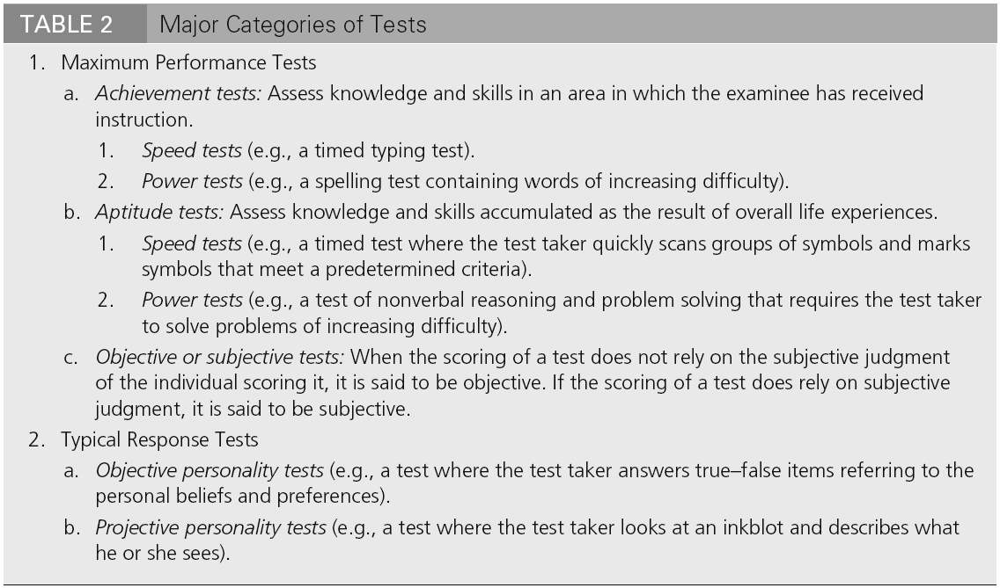 TABLE 2 Major Categories of Tests
1. Maximum Performance Tests
a. Achievement tests: Assess knowledge and skills in an area in which the examinee has received
instruction.
1. Speed tests (e.g., a timed typing test).
2. Power tests (e.g., a spelling test containing words of increasing difficulty).
b. Aptitude tests: Assess knowledge and skills accumulated as the result of overall life experiences.
1. Speed tests (e.g., a timed test where the test taker quickly scans groups of symbols and marks
symbols that meet a predetermined criteria).
2. Power tests (e.g., a test of nonverbal reasoning and problem solving that requires the test taker
to solve problems of increasing difficulty).
c. Objective or subjective tests: When the scoring of a test does not rely on the subjective judgment
of the individual scoring it, it is said to be objective. If the scoring of a test does rely on subjective
judgment, it is said to be subjective.
2. Typical Response Tests
a. Objective personality tests (e.g., a test where the test taker answers true–false items referring to the
personal beliefs and preferences).
b. Projective personality tests (e.g., a test where the test taker looks at an inkblot and describes what
he or she sees).